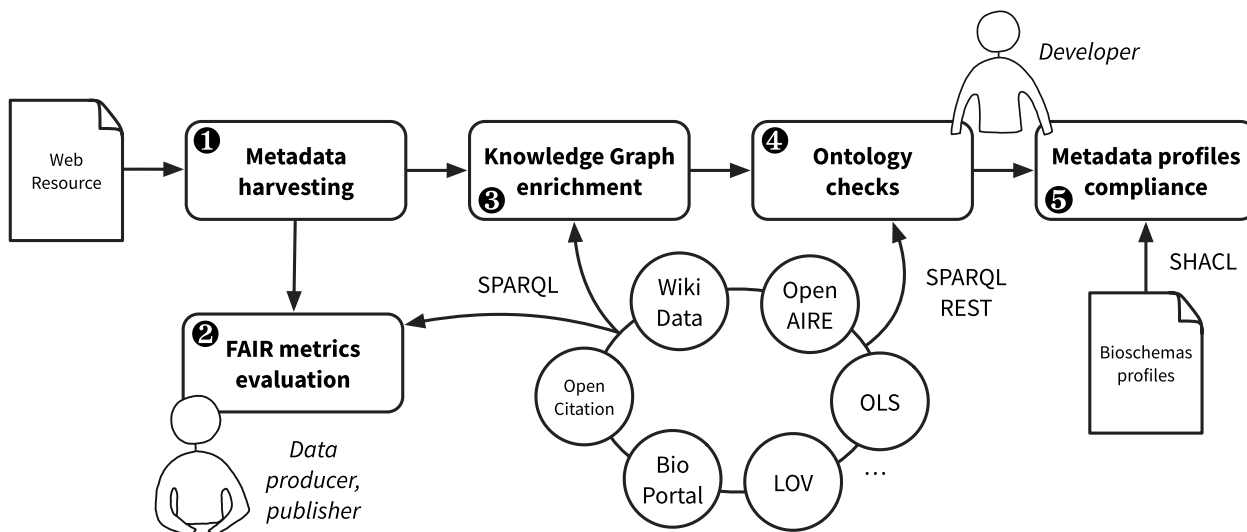 Developer
Web
Resource
❶
Metadata
harvesting
Knowledge Graph
enrichment
❸
❹
Ontology
checks
Metadata profiles
compliance
❺
SPARQL
SPARQL
REST
SHACL
❷
FAIR metrics
evaluation
Wiki
Data
Open
AIRE
Open
Citation
OLS
Bio
Portal
LOV
...
Bioschemas
profiles
Data
producer,
publisher